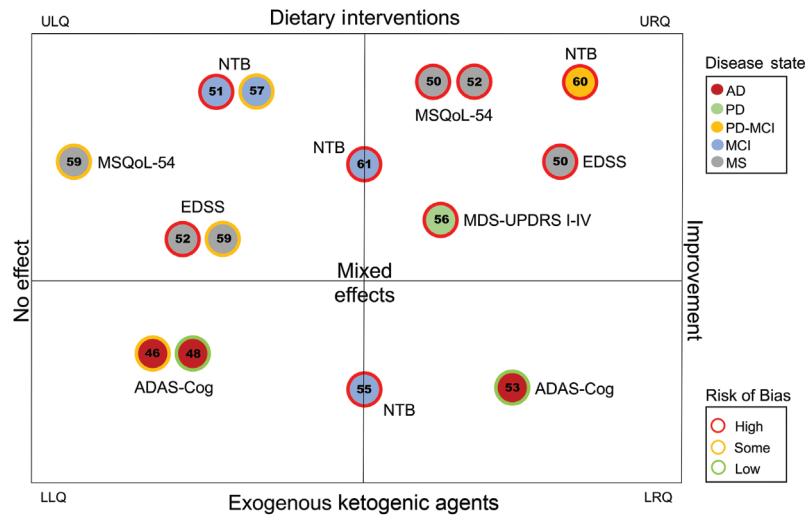 ULQ
Dietary interventions
URQ
NTB
51 57
50 52
MSQoL-54
NTB
60
Disease state
AD
PD
PD-MCI
MCI
MS
59 MSQoL-54
NTB
61
50 EDSS
EDSS
52 59
56 MDS-UPDRS I-IV
No effect
Mixed
effects
Improvement
46 48
ADAS-Cog
55
NTB
53 ADAS-Cog
Risk of Bias
High
Some
Low
LLQ
Exogenous ketogenic agents
LRQ